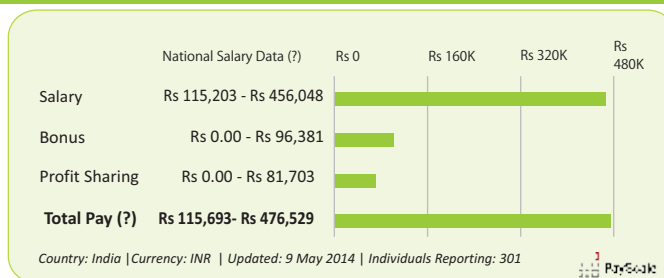 National Salary Data (?) Rs 0 Rs 160K Rs 320K Rs 480K
Salary Rs 115,203 - Rs 456,048
Bonus Rs 0.00 - Rs 96,381
Profit Sharing Rs 0.00 - Rs 81,703
Total Pay (?) Rs 115,693- Rs 476,529
Country: India |Currency: INR | Updated: 9 May 2014 | Individuals Reporting: 301
PayScale